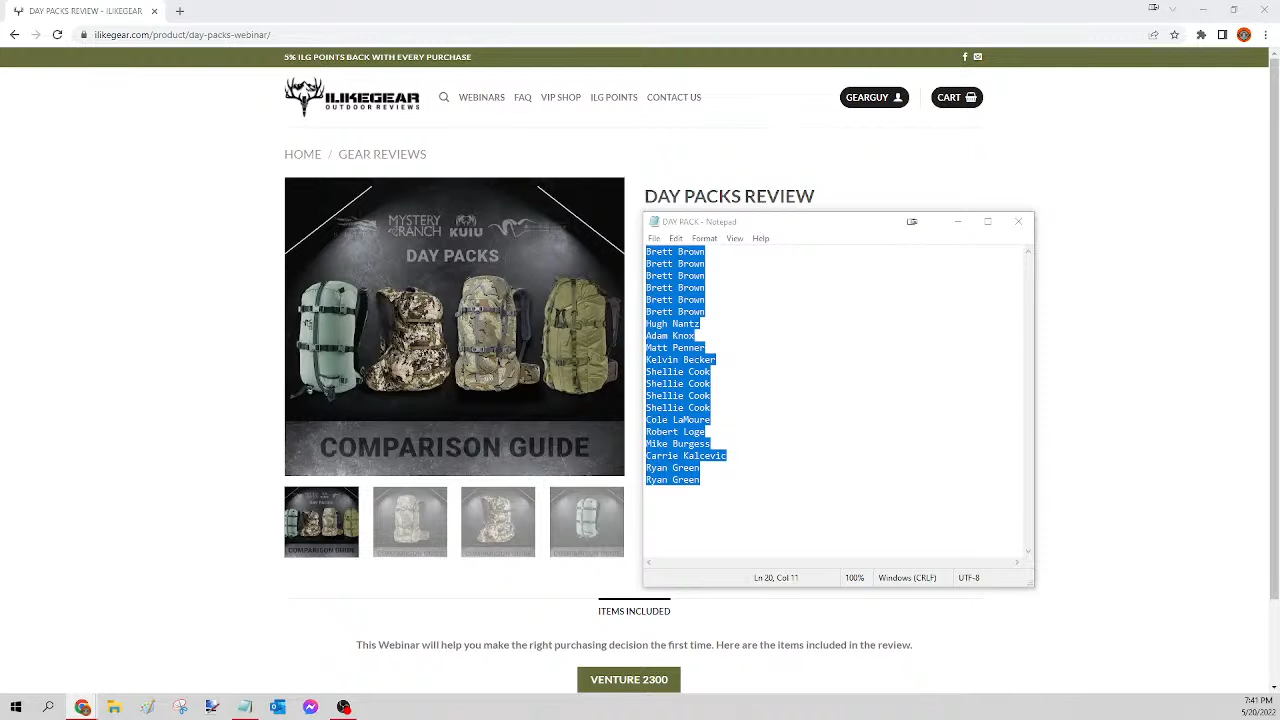 DAY PACKS REVIEW - ILIKEGEAR
ilikegear.com/product/day-packs-webinar/
5% ILG POINTS BACK WITH EVERY PURCHASE
ILIKEGEAR
OUTDOOR REVIEWS
WEBINARS FAQ VIP SHOP ILG POINTS CONTACT US
GEARGUY
CART
HOME / GEAR REVIEWS
MYSTERY
RANCH
KUIU
DAY PACKS
COMPARISON GUIDE
DAY PACKS REVIEW
DAY PACK - Notepad
File Edit Format View Help
Brett Brown
Brett Brown
Brett Brown
Brett Brown
Brett Brown
Brett Brown
Hugh Nantz
Adam Knox
Matt Penner
Kelvin Becker
Shellie Cook
Shellie Cook
Shellie Cook
Shellie Cook
Cole LaMoure
Robert Loge
Mike Burgess
Carrie Kalcevic
Ryan Green
Ryan Green
Ln 20, Col 11
100%
Windows (CRLF)
UTF-8
DAY PACKS
COMPARISON GUIDE
ITEMS INCLUDED
This Webinar will help you make the right purchasing decision the first time. Here are the items included in the review.
VENTURE 2300
7:41 PM
5/20/2022